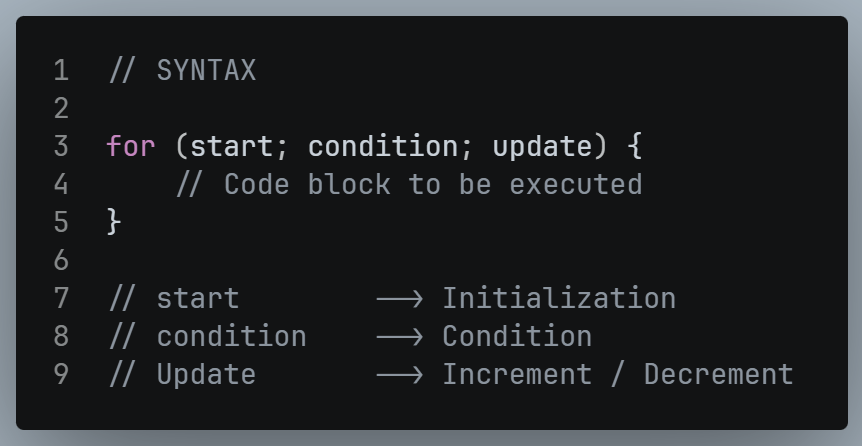 1 // SYNTAX
2
3 for (start; condition; update) {
4     // Code block to be executed
5 }
6
7 // start        --> Initialization
8 // condition    --> Condition
9 // Update       --> Increment / Decrement